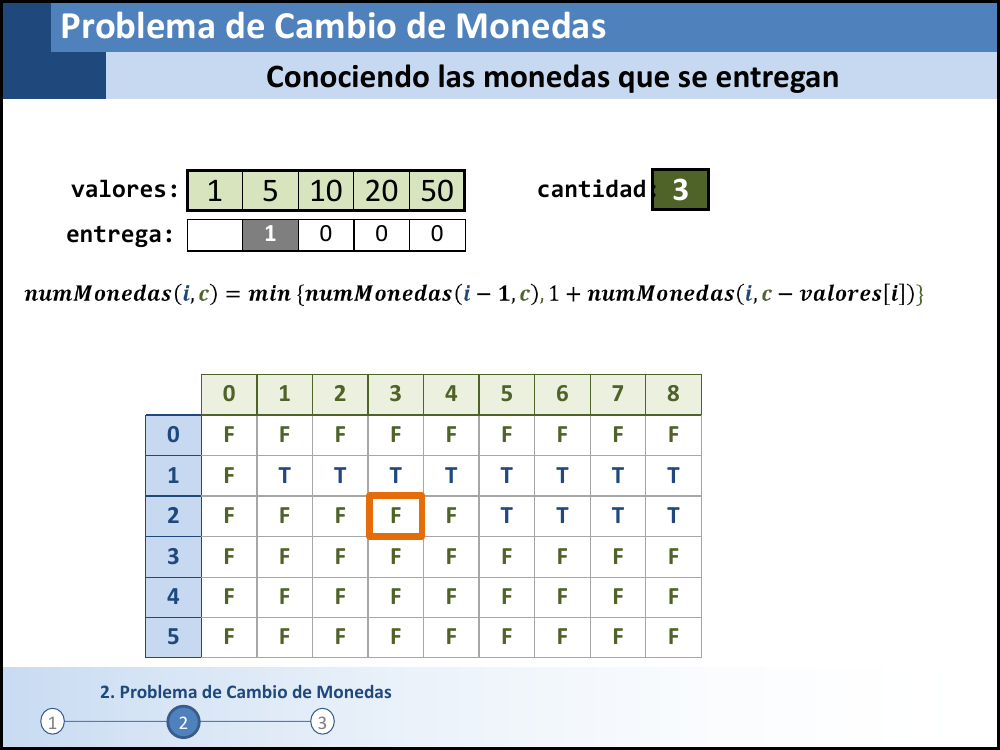 Problema de Cambio de Monedas
Conociendo las monedas que se entregan
valores: 1 5 10 20 50 cantidad: 3
entrega: 1 0 0 0
numMonedas(i,c) = min {numMonedas(i − 1, c), 1 + numMonedas(i, c − valores[i])}
0 1 2 3 4 5 6 7 8
0 F F F F F F F F F
1 F T T T T T T T T
2 F F F F F T T T T
3 F F F F F F F F F
4 F F F F F F F F F
5 F F F F F F F F F
2. Problema de Cambio de Monedas
1 2 3